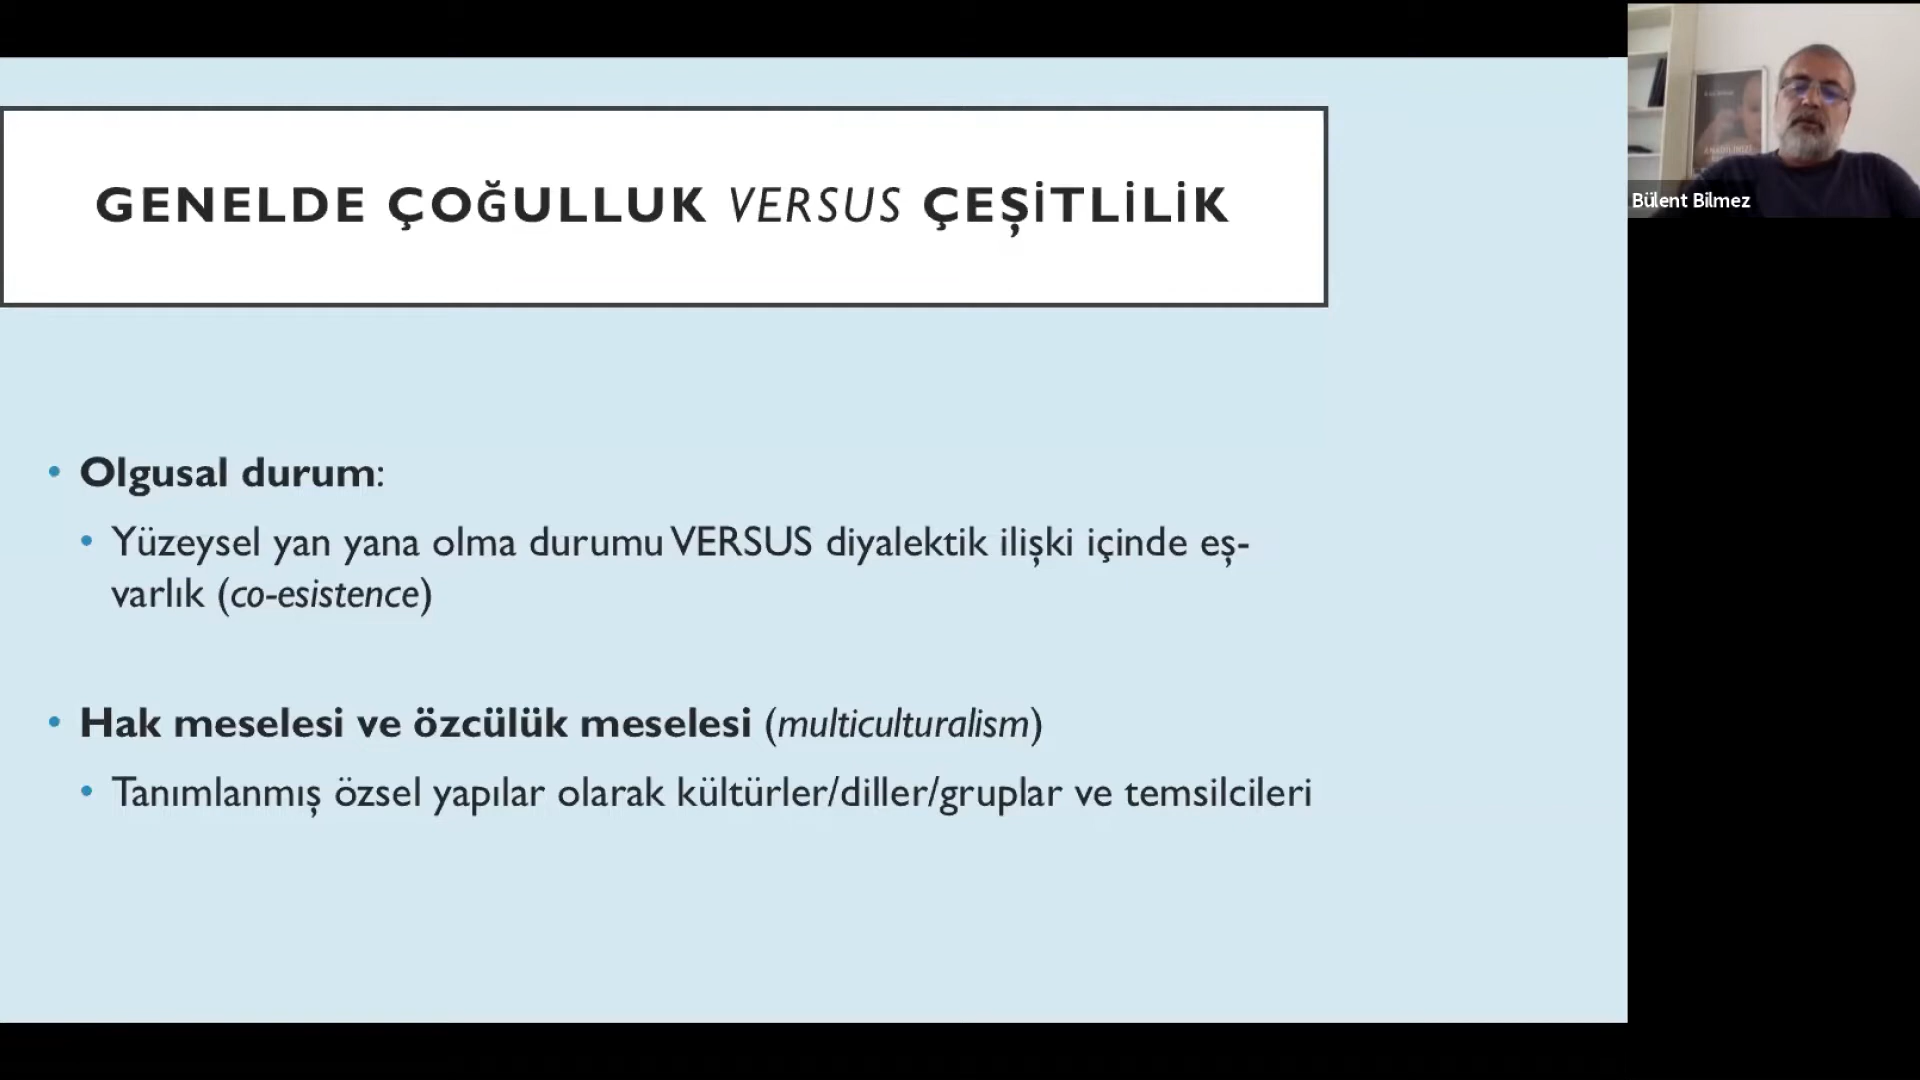 GENELDE ÇOĞULLUK VERSUS ÇEŞİTLİLİK
• Olgusal durum:
• Yüzeysel yan yana olma durumu VERSUS diyalektik ilişki içinde eş-
varlık (co-esistence)
• Hak meselesi ve özcülük meselesi (multiculturalism)
• Tanımlanmış özsel yapılar olarak kültürler/diller/gruplar ve temsilcileri
Bülent Bilmez